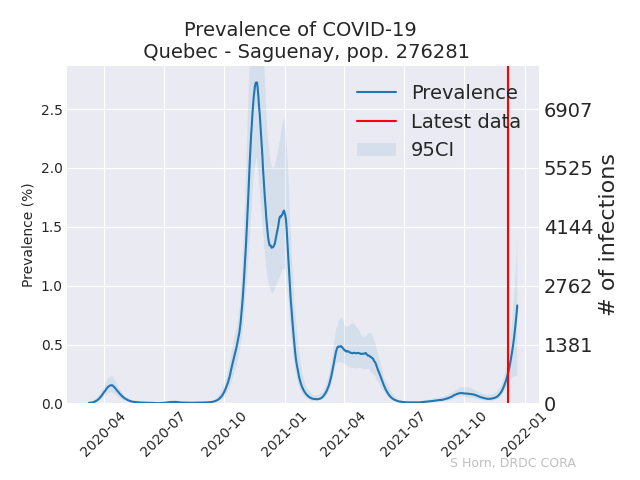 Prevalence of COVID-19
Quebec - Saguenay, pop. 276281
Prevalence
Latest data
95CI
2.5
2.0
1.5
1.0
0.5
0.0
Prevalence (%)
6907
5525
4144
2762
1381
0
# of infections
2020-04
2020-07
2020-10
2021-01
2021-04
2021-07
2021-10
2022-01
S Horn, DRDC CORA